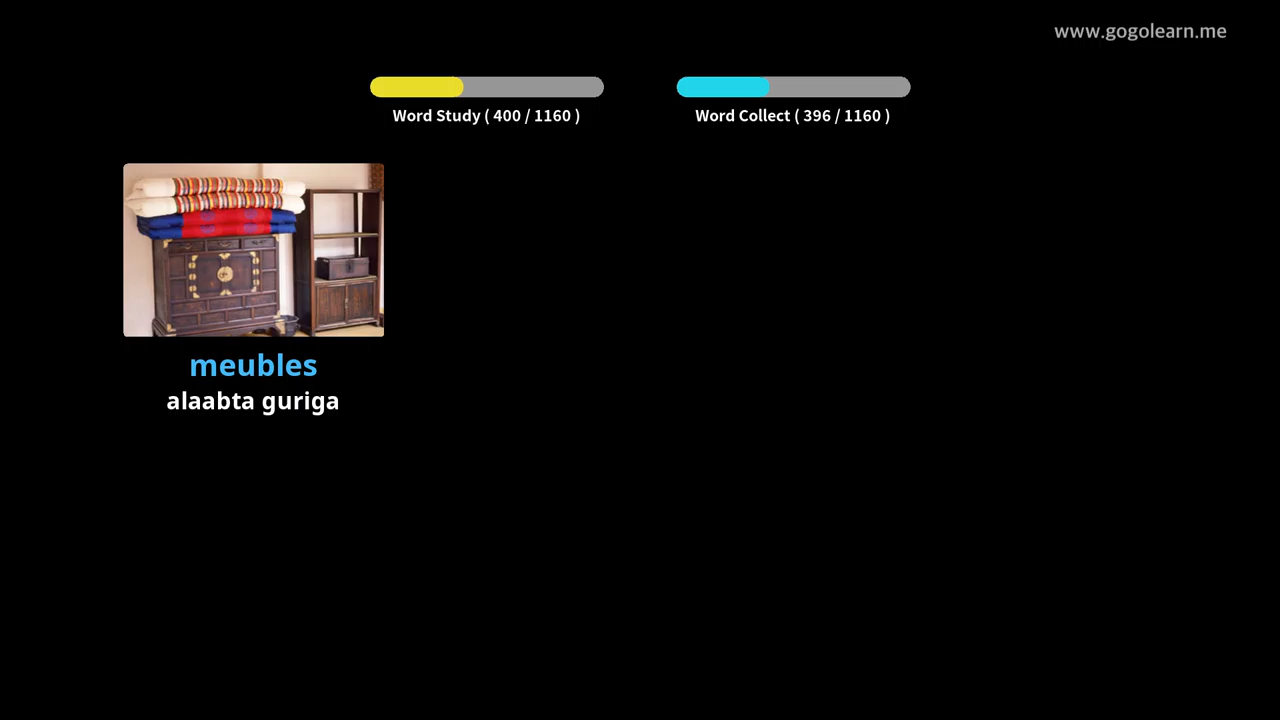 www.gogolearn.me
Word Study ( 400 / 1160 )
Word Collect ( 396 / 1160 )
meubles
alaabta guriga